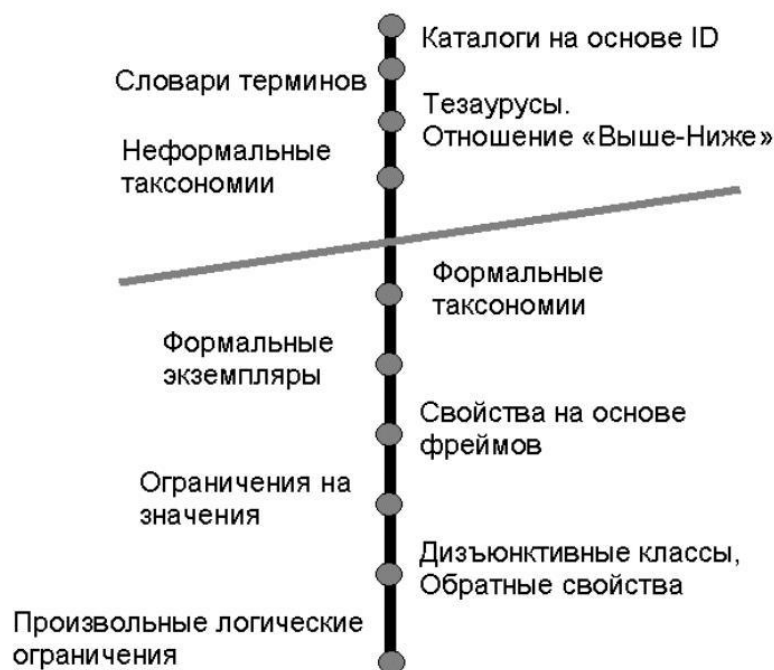 Каталоги на основе ID
Словари терминов
Тезаурусы.
Отношение «Выше-Ниже»
Неформальные
таксономии
Формальные
таксономии
Формальные
экземпляры
Свойства на основе
фреймов
Ограничения на
значения
Дизъюнктивные классы,
Обратные свойства
Произвольные логические
ограничения